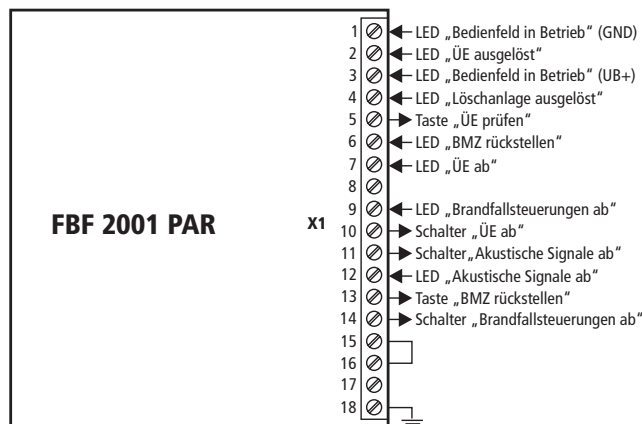 1 LED „Bedienfeld in Betrieb“ (GND)
2 LED „ÜE ausgelöst“
3 LED „Bedienfeld in Betrieb“ (UB+)
4 LED „Löschanlage ausgelöst“
5 Taste „ÜE prüfen“
6 LED „BMZ rückstellen“
7 LED „ÜE ab“
8
FBF 2001 PAR
X1
9 LED „Brandfallsteuerungen ab“
10 Schalter „ÜE ab“
11 Schalter„Akustische Signale ab“
12 LED „Akustische Signale ab“
13 Taste „BMZ rückstellen“
14 Schalter „Brandfallsteuerungen ab“
15
16
17
18